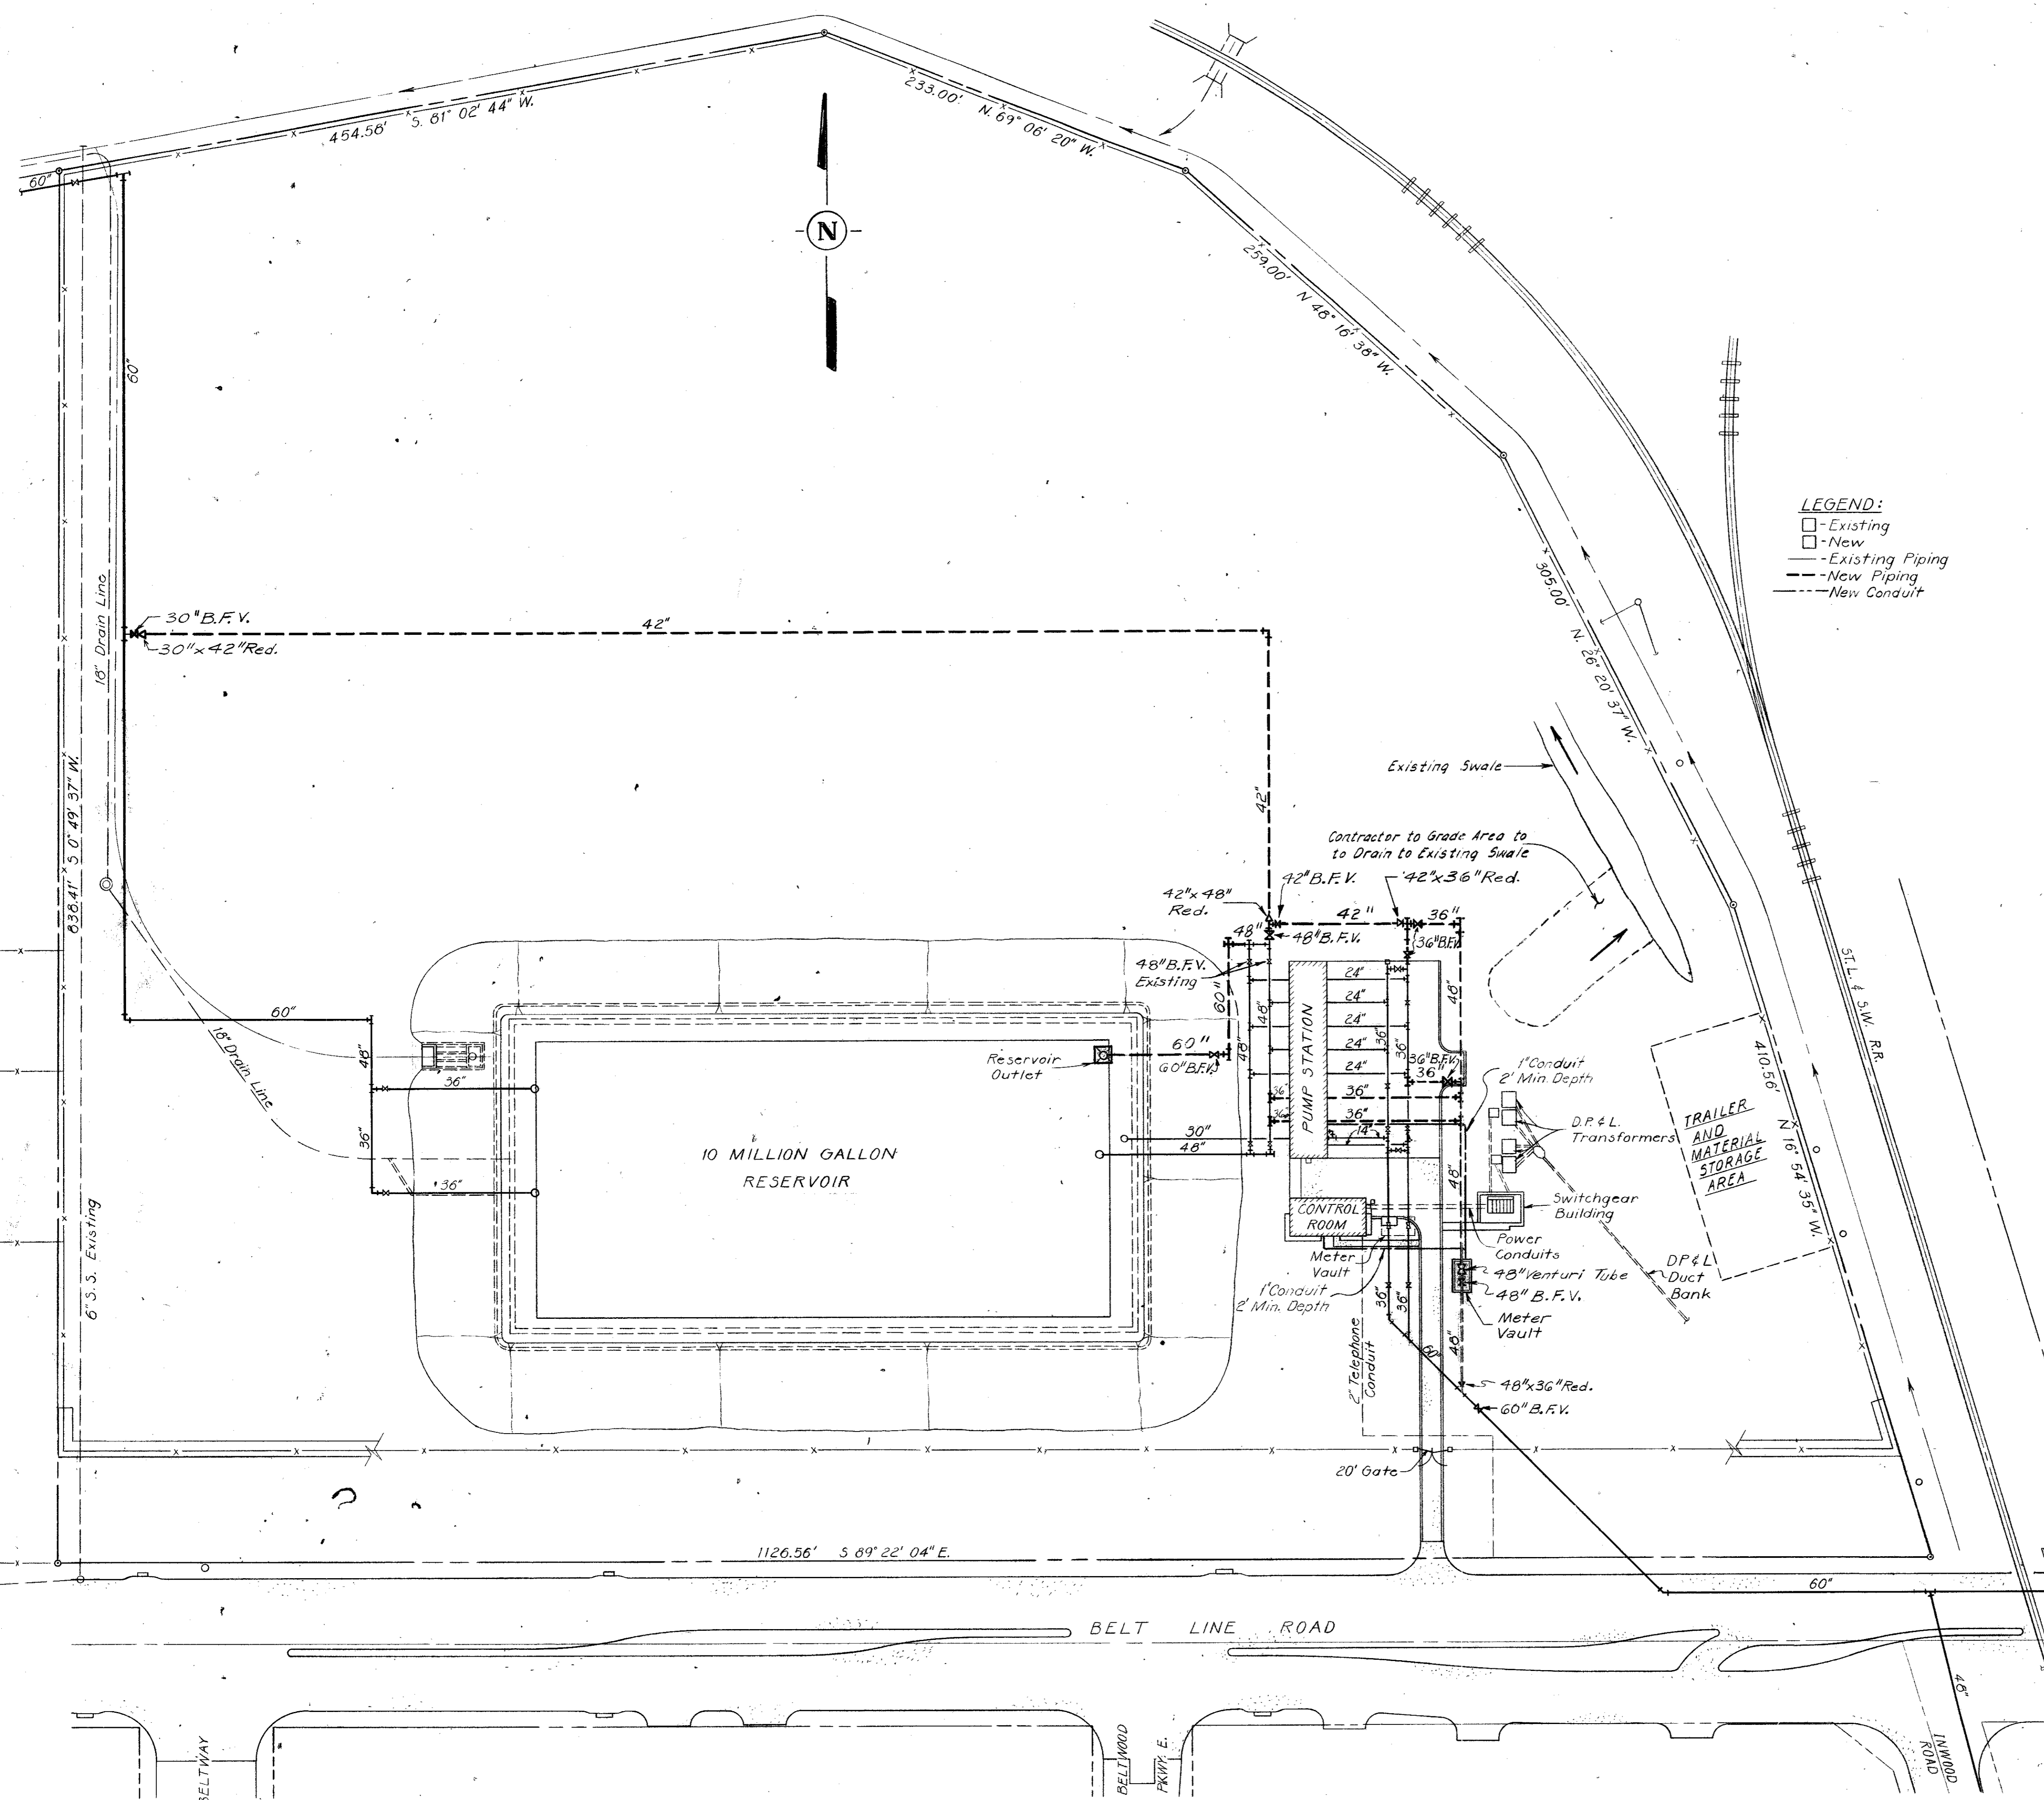 454.58' S. 81° 02' 44" W.
233.00' N. 69° 06' 20" W.
60"
N
259.00' N 48° 16' 38" W.
60"
LEGEND:
-Existing
-New
-Existing Piping
-New Piping
-New Conduit
305.00' N. 26° 20' 37" W.
18" Drain Line
30" B.F.V.
30"x42" Red.
42"
838.41' S 0° 49' 37" W.
42"
Existing Swale
Contractor to Grade Area to
to Drain to Existing Swale
42" B.F.V.
42"x36" Red.
42"x48"
Red.
42"
36"
48"
48" B.F.V.
36" B.F.V.
48" B.F.V.
Existing
60"
48"
48"
48"
24"
24"
24"
24"
24"
36"
36"
PUMP STATION
ST. L. & S.W. R.R.
60"
18" Drain Line
48"
36"
36"
36"
Reservoir
Outlet
60"
60" B.F.V.
36" B.F.V.
36"
36"
36"
36"
36"
14"
30"
48"
1" Conduit
2' Min. Depth
D.P. & L.
Transformers
TRAILER
AND
MATERIAL
STORAGE
AREA
410.56' N 16° 54' 35" W.
10 MILLION GALLON
RESERVOIR
48"
6" S.S. Existing
CONTROL
ROOM
Switchgear
Building
Power
Conduits
Meter
Vault
1" Conduit
2' Min. Depth
36"
36"
48" Venturi Tube
48" B.F.V.
Meter
Vault
DP & L
Duct
Bank
48"
60"
2" Telephone
Conduit
48"x36" Red.
60" B.F.V.
20' Gate
1126.56' S 89° 22' 04" E.
60"
BELT LINE ROAD
48"
BELTWAY
BELTWOOD
PKWY. E.
INWOOD
ROAD